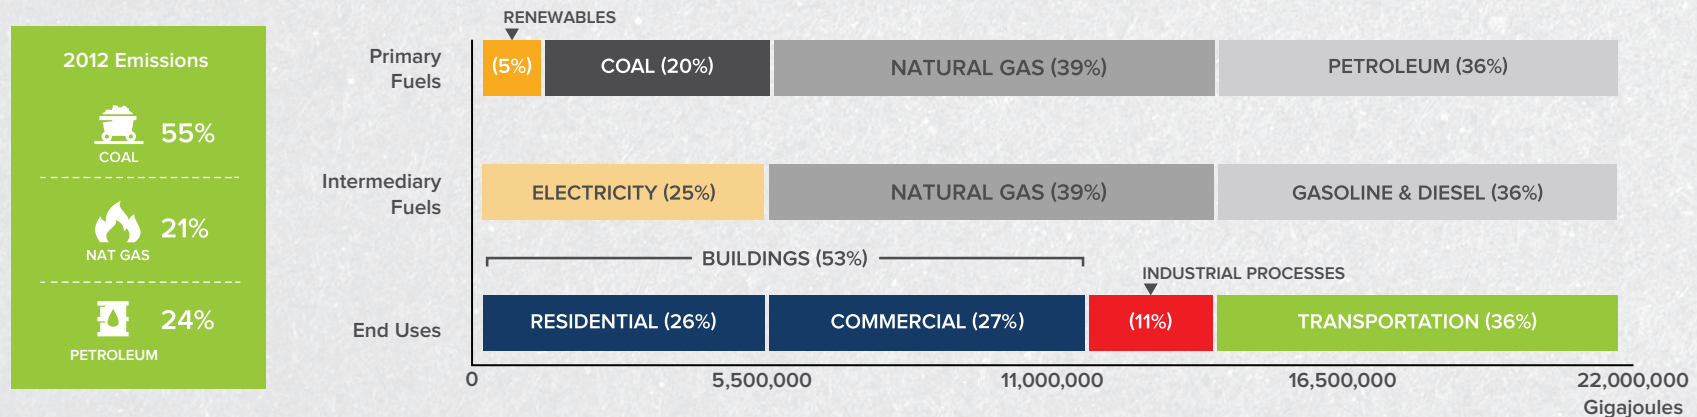 2012 Emissions
55%
COAL
21%
NAT GAS
24%
PETROLEUM
RENEWABLES
Primary
Fuels
(5%)
COAL (20%)
NATURAL GAS (39%)
PETROLEUM (36%)
Intermediary
Fuels
ELECTRICITY (25%)
NATURAL GAS (39%)
GASOLINE & DIESEL (36%)
BUILDINGS (53%)
INDUSTRIAL PROCESSES
End Uses
RESIDENTIAL (26%)
COMMERCIAL (27%)
(11%)
TRANSPORTATION (36%)
0
5,500,000
11,000,000
16,500,000
22,000,000
Gigajoules